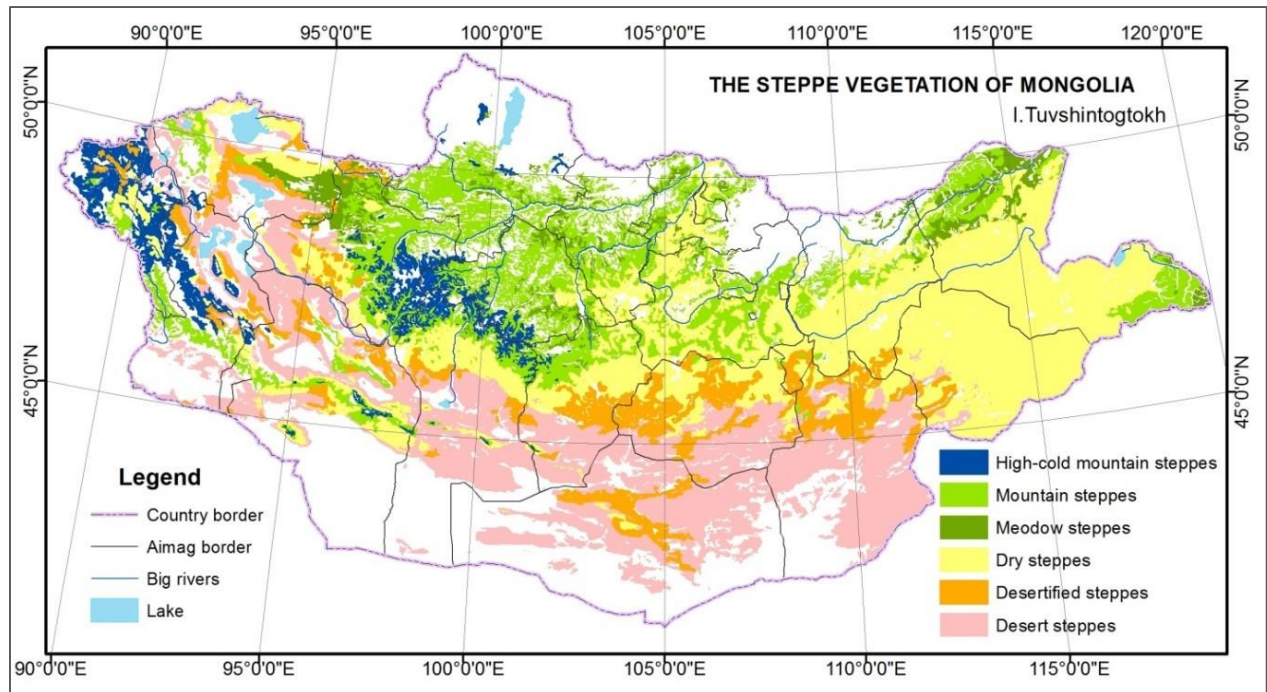 90°0'0"E 95°0'0"E 100°0'0"E 105°0'0"E 110°0'0"E 115°0'0"E 120°0'0"E
THE STEPPE VEGETATION OF MONGOLIA
I.Tuvshintogtokh
50°0'0"N
50°0'0"N
45°0'0"N
45°0'0"N
Legend
Country border
Aimag border
Big rivers
Lake
High-cold mountain steppes
Mountain steppes
Meodow steppes
Dry steppes
Desertified steppes
Desert steppes
90°0'0"E 95°0'0"E 100°0'0"E 105°0'0"E 110°0'0"E 115°0'0"E